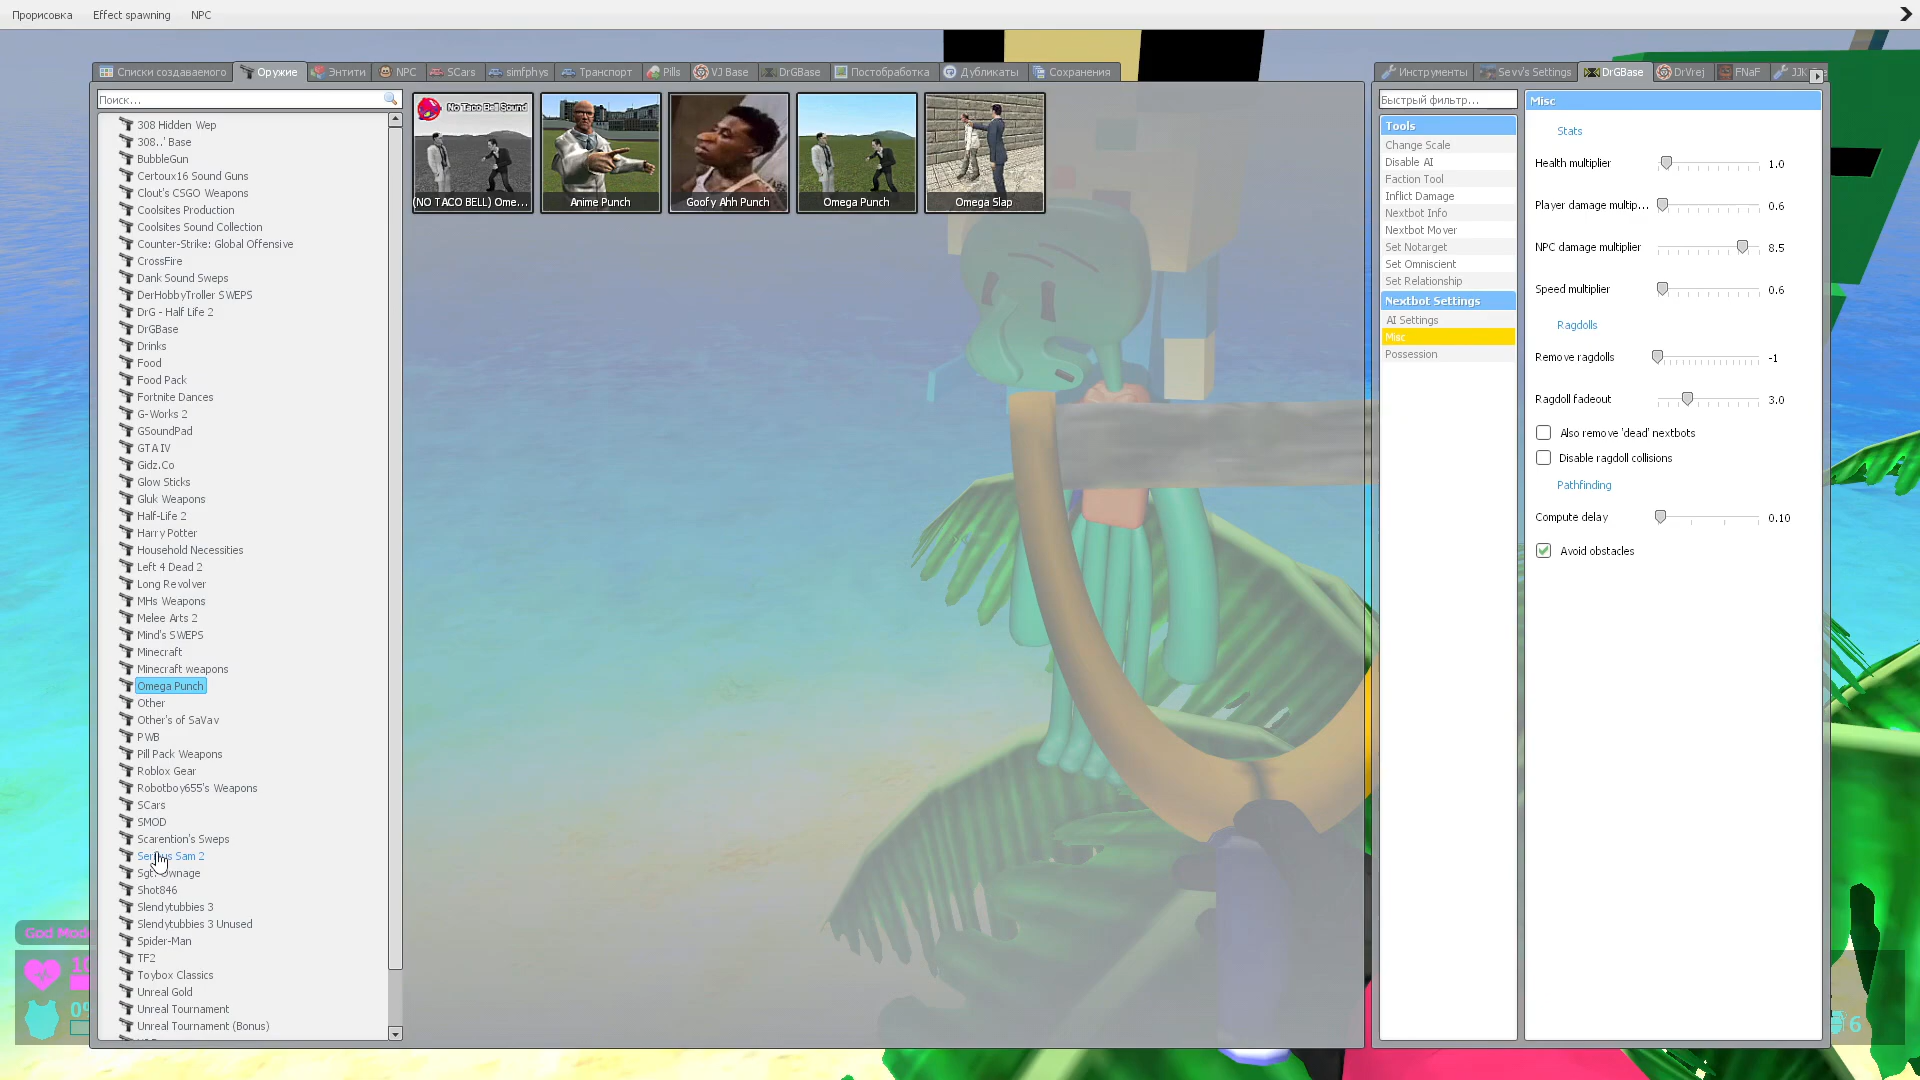 Прорисовка Effect spawning NPC
Списки создаваемого Оружие Энтити NPC SCars simfphys Транспорт Pills VJ Base DrGBase Постобработка Дубликаты Сохранения
Поиск...
308 Hidden Wep
308..' Base
BubbleGun
Certoux16 Sound Guns
Clout's CSGO Weapons
Coolsites Production
Coolsites Sound Collection
Counter-Strike: Global Offensive
CrossFire
Dank Sound Sweps
DerHobbyTroller SWEPS
DrG - Half Life 2
DrGBase
Drinks
Food
Food Pack
Fortnite Dances
G-Works 2
GSoundPad
GTA IV
Gidz.Co
Glow Sticks
Gluk Weapons
Half-Life 2
Harry Potter
Household Necessities
Left 4 Dead 2
Long Revolver
MHs Weapons
Melee Arts 2
Mind's SWEPS
Minecraft
Minecraft weapons
Omega Punch
Other
Other's of SaVav
PWB
Pill Pack Weapons
Roblox Gear
Robotboy655's Weapons
SCars
SMOD
Scarention's Sweps
Sam 2
Shot846
Slendytubbies 3
Slendytubbies 3 Unused
Spider-Man
TF2
Toybox Classics
Unreal Gold
Unreal Tournament
Unreal Tournament (Bonus)
No Taco Bell Sound
(NO TACO BELL) Ome...
Anime Punch
Goofy Ahh Punch
Omega Punch
Omega Slap
Инструменты Sevv's Settings DrGBase DrVrej FNaF
Быстрый фильтр...
Tools
Change Scale
Disable AI
Faction Tool
Inflict Damage
Nextbot Info
Nextbot Mover
Set Notarget
Set Omniscient
Set Relationship
Nextbot Settings
AI Settings
Misc
Possession
Misc
Stats
Health multiplier 1.0
Player damage multip... 0.6
NPC damage multiplier 8.5
Speed multiplier 0.6
Ragdolls
Remove ragdolls -1
Ragdoll fadeout 3.0
Also remove 'dead' nextbots
Disable ragdoll collisions
Pathfinding
Compute delay 0.10
Avoid obstacles
God
6